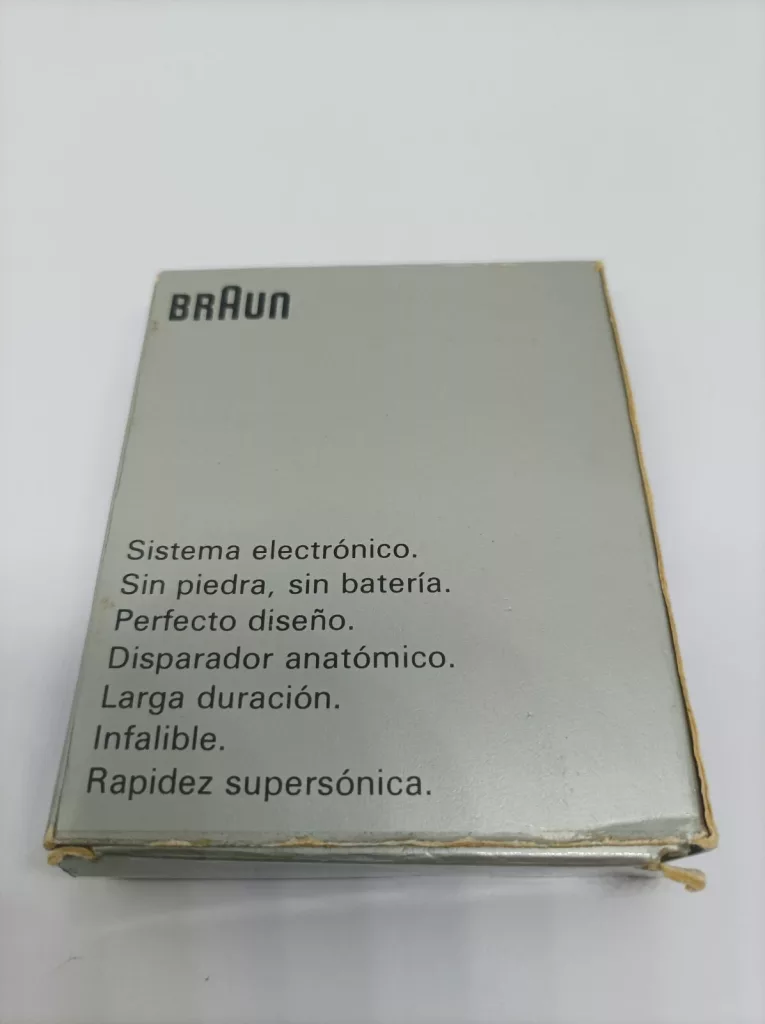 BRAUN
Sistema electrónico.
Sin piedra, sin batería.
Perfecto diseño.
Disparador anatómico.
Larga duración.
Infalible.
Rapidez supersónica.